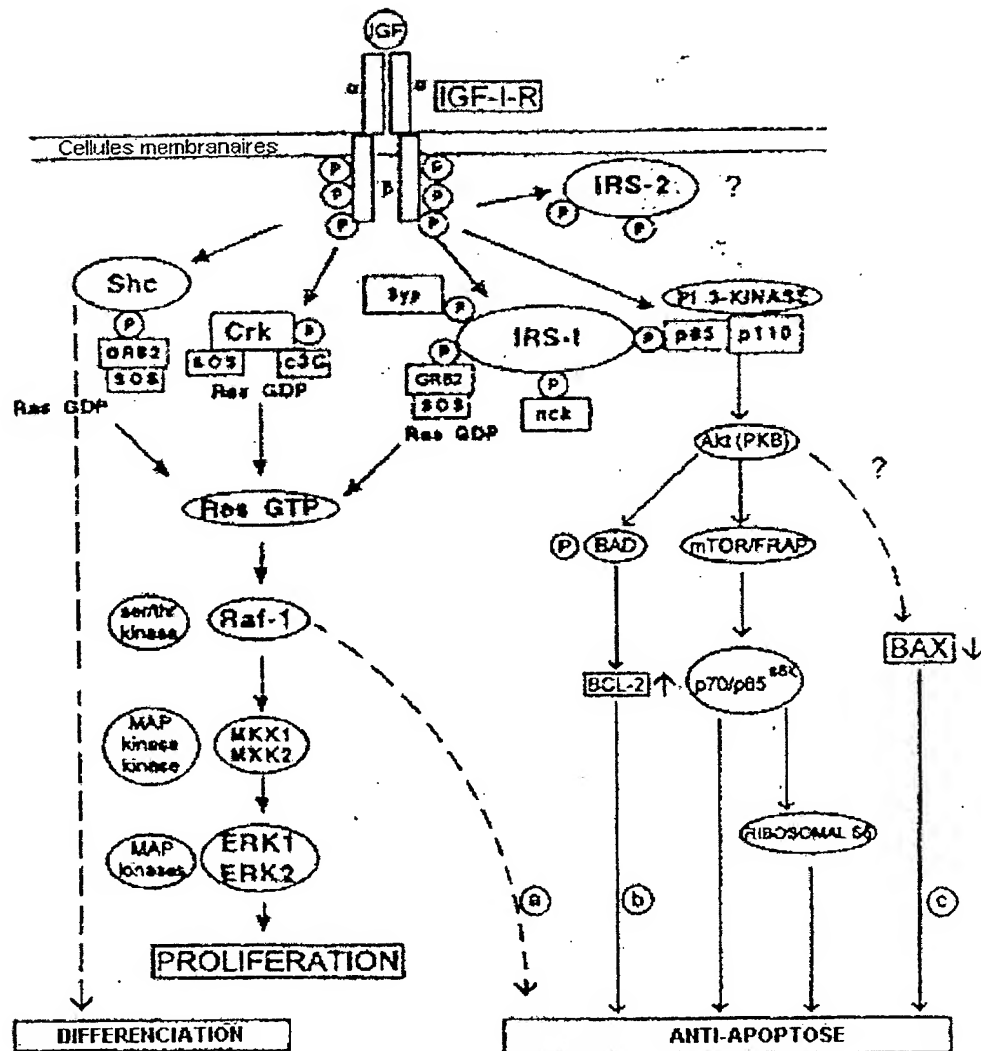 IGF
α
α
IGF-I-R
Cellules membranaires
P
P
P
β
P
P
P
IRS-2
?
P
P
Shc
P
GRB2
SOS
Ras GDP
Crk
P
SOS
c3G
Ras GDP
Syp
P
IRS-1
P
GRB2
SOS
Ras GDP
P
nck
P
PI 3-KINASE
p85
p110
Akt (PKB)
?
Ras GTP
P
BAD
mTOR/FRAP
ser/thr
kinase
Raf-1
BAX ↓
BCL-2 ↑
p70/p85 s6k
MAP
kinase
kinase
MKX1
MXK2
RIBOSOMAL S6
MAP
kinases
ERK1
ERK2
a
b
c
PROLIFERATION
DIFFERENCIATION
ANTI-APOPTOSE